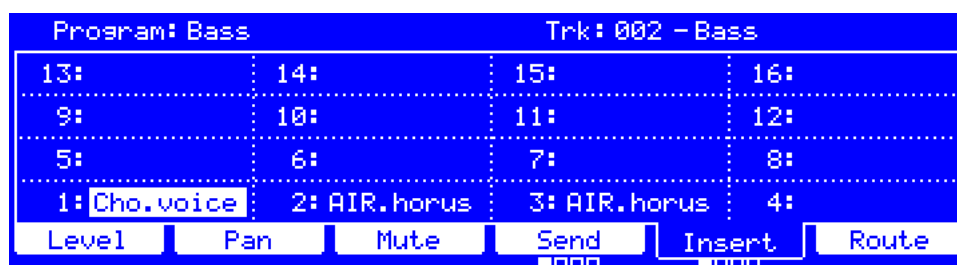 Program: Bass Trk: 002 - Bass
13: 14: 15: 16:
9: 10: 11: 12:
5: 6: 7: 8:
1: Cho.voice 2: AIR.horus 3: AIR.horus 4:
Level Pan Mute Send Insert Route